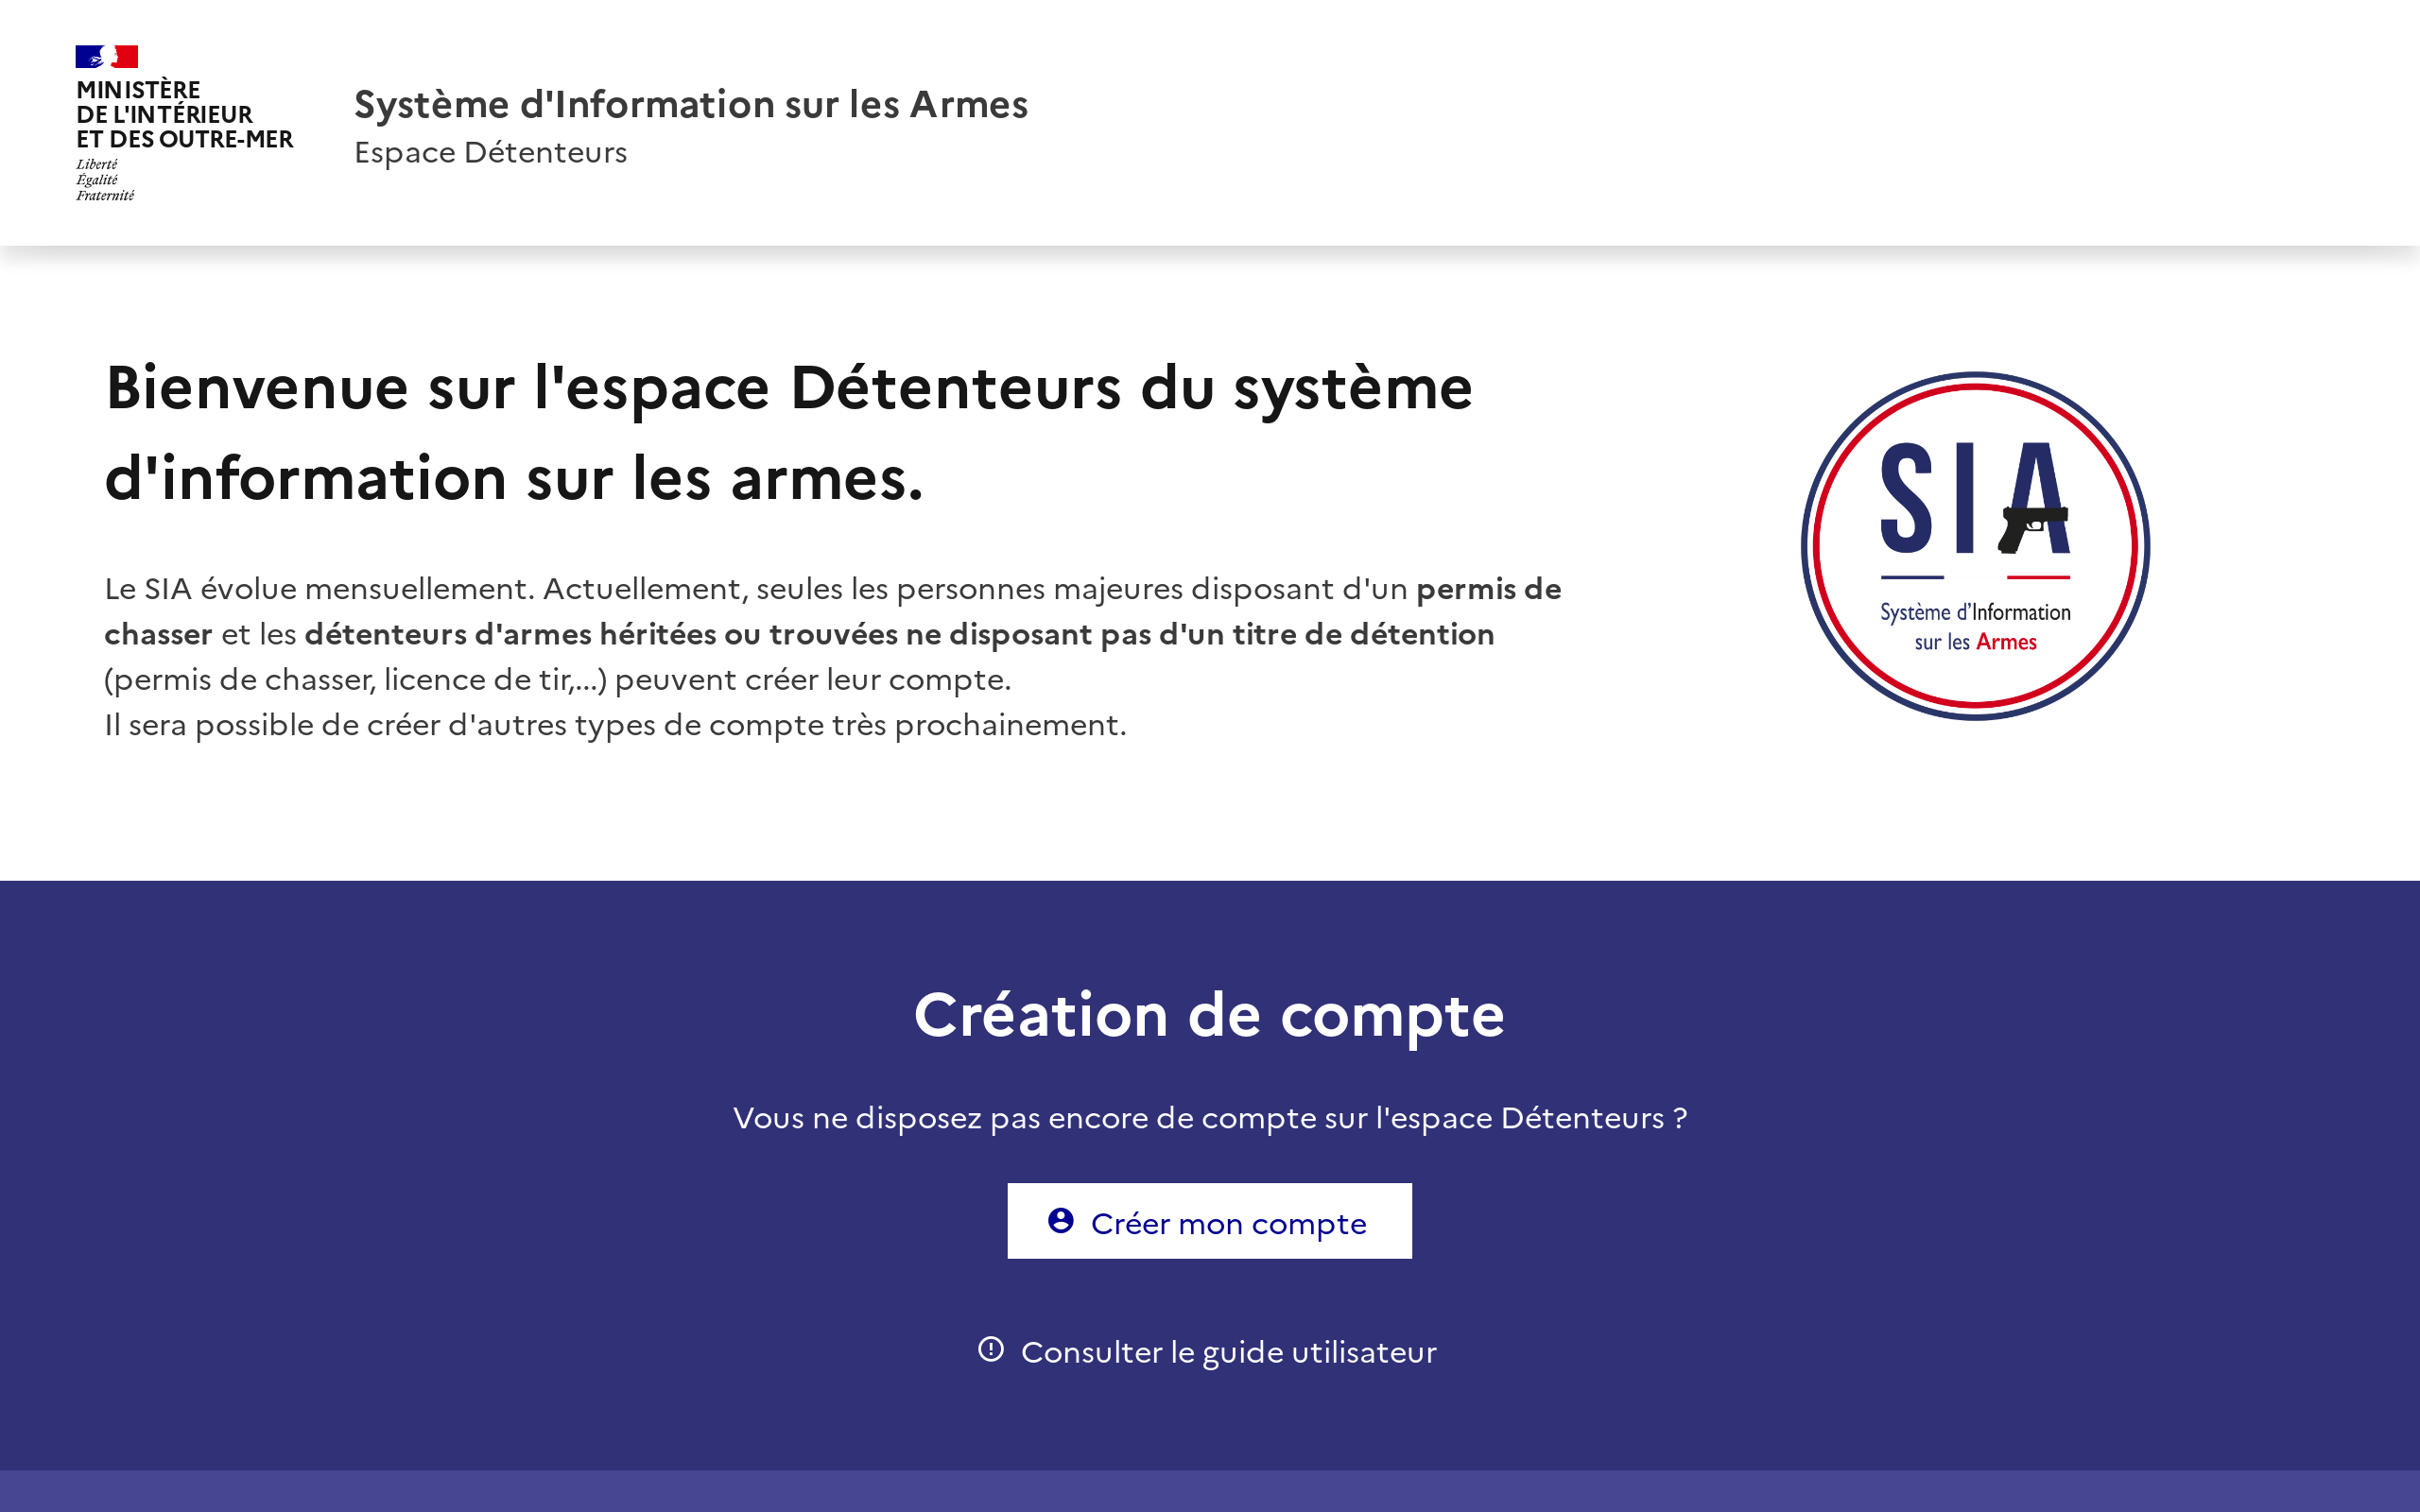 MINISTÈRE
DE L'INTÉRIEUR
ET DES OUTRE-MER
Liberté
Égalité
Fraternité
Système d'Information sur les Armes
Espace Détenteurs
Bienvenue sur l'espace Détenteurs du système
d'information sur les armes.
Le SIA évolue mensuellement. Actuellement, seules les personnes majeures disposant d'un permis de
chasser et les détenteurs d'armes héritées ou trouvées ne disposant pas d'un titre de détention
(permis de chasser, licence de tir,...) peuvent créer leur compte.
Il sera possible de créer d'autres types de compte très prochainement.
SIA
Système d'Information
sur les Armes
Création de compte
Vous ne disposez pas encore de compte sur l'espace Détenteurs ?
Créer mon compte
Consulter le guide utilisateur